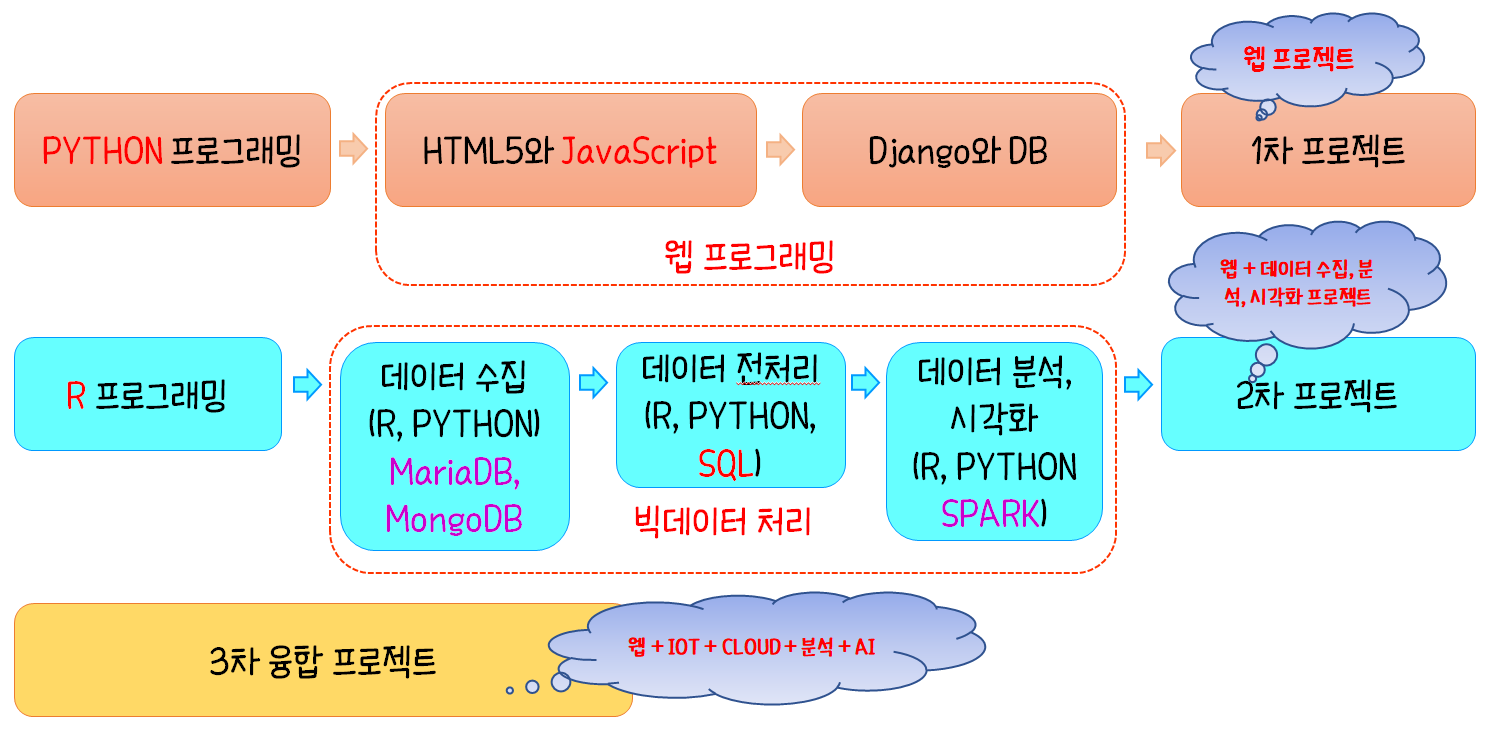 웹 프로젝트
PYTHON 프로그래밍
HTML5와 JavaScript
Django와 DB
1차 프로젝트
웹 프로그래밍
웹 + 데이터 수집, 분
석, 시각화 프로젝트
R 프로그래밍
데이터 수집
(R, PYTHON)
MariaDB,
MongoDB
데이터 전처리
(R, PYTHON,
SQL)
데이터 분석,
시각화
(R, PYTHON
SPARK)
2차 프로젝트
빅데이터 처리
3차 융합 프로젝트
웹 + IOT + CLOUD + 분석 + AI